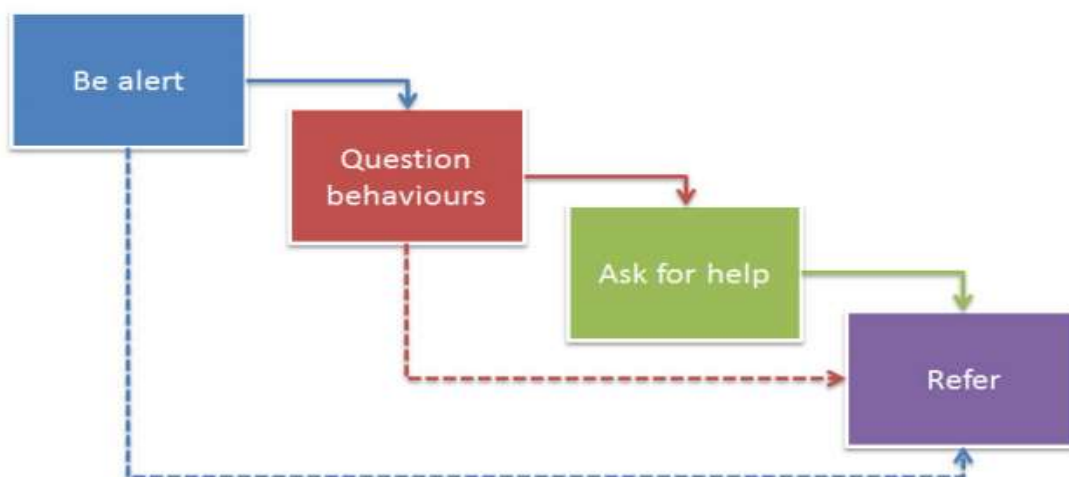 Be alert
Question
behaviours
Ask for help
Refer